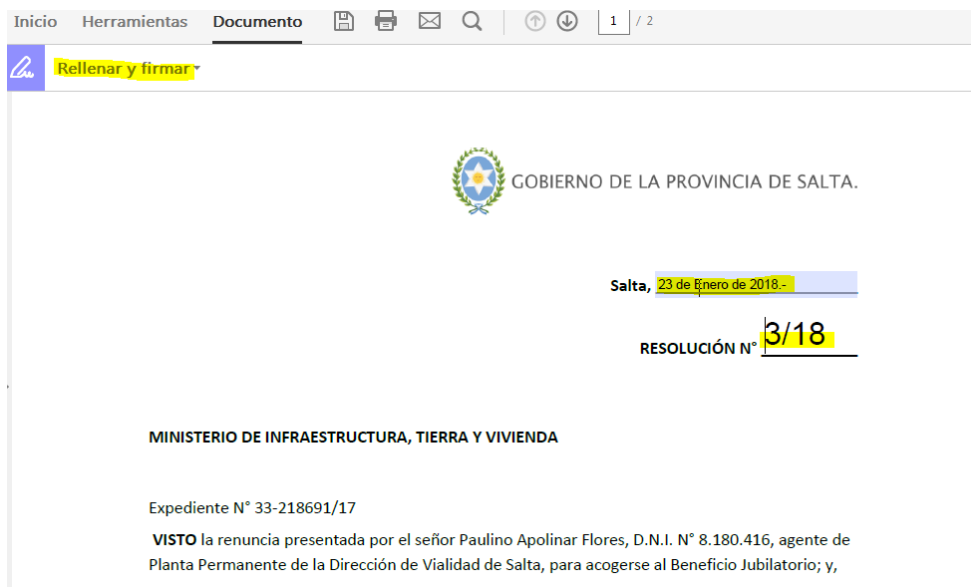 Inicio Herramientas Documento 1 / 2
Rellenar y firmar
GOBIERNO DE LA PROVINCIA DE SALTA.
Salta, 23 de Enero de 2018.-
RESOLUCIÓN N° 3/18
MINISTERIO DE INFRAESTRUCTURA, TIERRA Y VIVIENDA
Expediente N° 33-218691/17
VISTO la renuncia presentada por el señor Paulino Apolinar Flores, D.N.I. N° 8.180.416, agente de
Planta Permanente de la Dirección de Vialidad de Salta, para acogerse al Beneficio Jubilatorio; y,